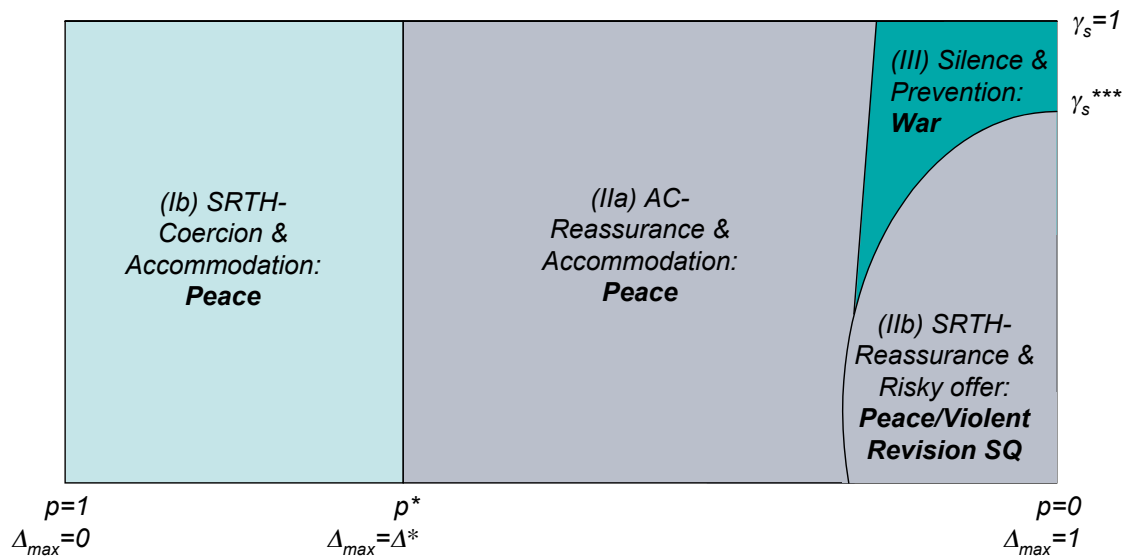 γs=1
(III) Silence &
Prevention:
War
γs***
(Ib) SRTH-
Coercion &
Accommodation:
Peace
(IIa) AC-
Reassurance &
Accommodation:
Peace
(IIb) SRTH-
Reassurance &
Risky offer:
Peace/Violent
Revision SQ
p=1
Δmax=0
p*
Δmax=Δ*
p=0
Δmax=1